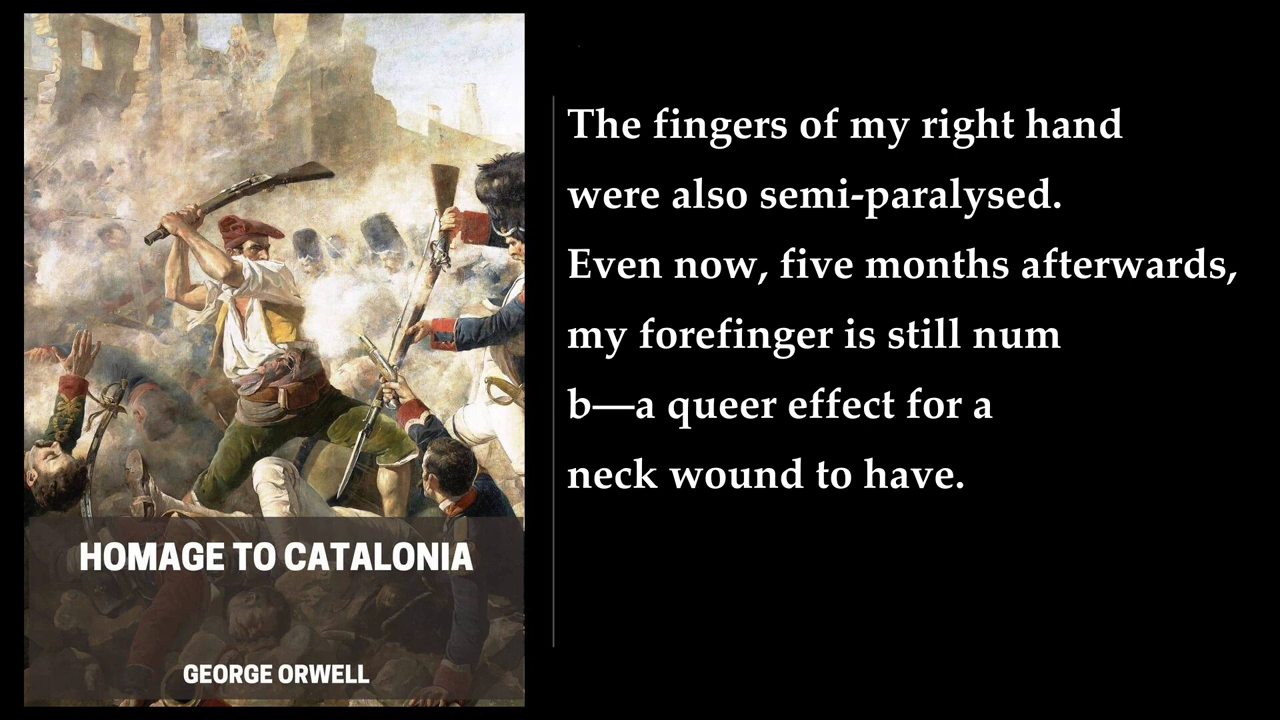 HOMAGE TO CATALONIA
GEORGE ORWELL
The fingers of my right hand
were also semi-paralysed.
Even now, five months afterwards,
my forefinger is still num
b—a queer effect for a
neck wound to have.